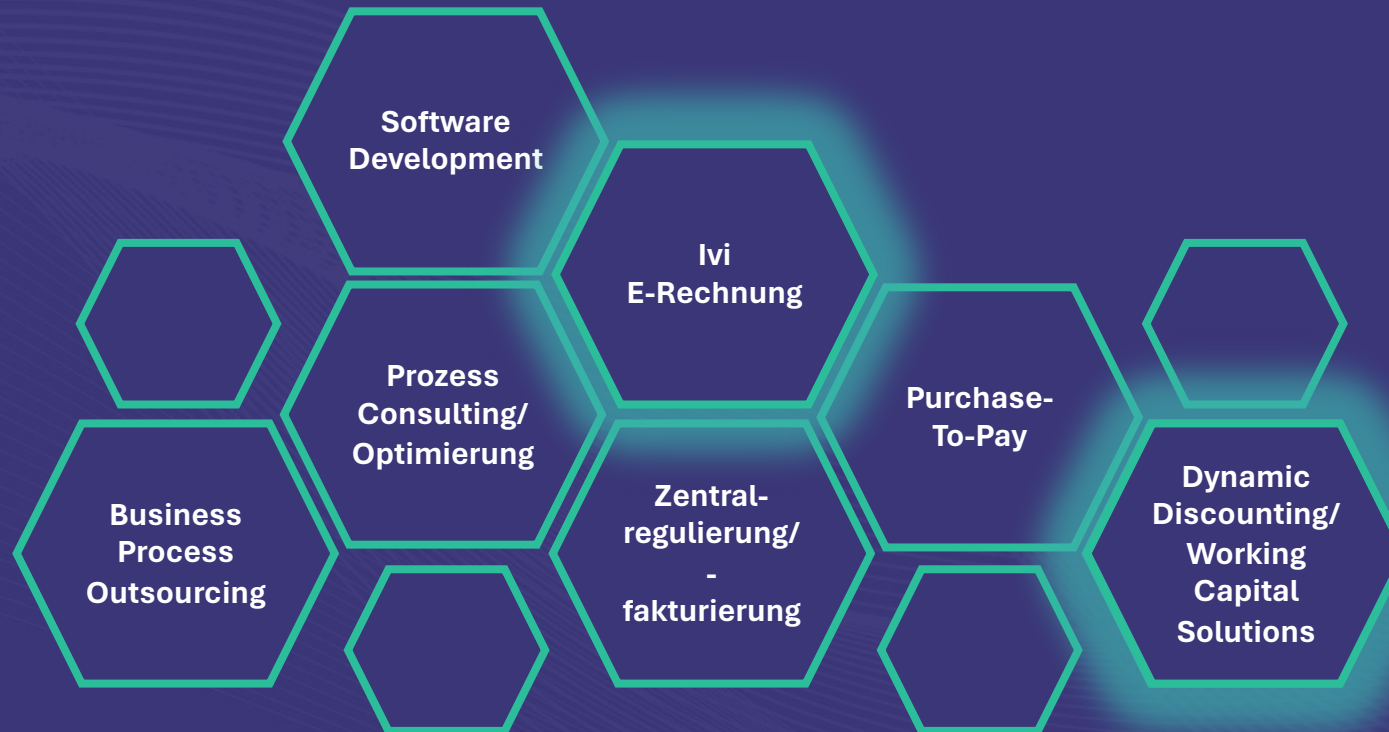 Software
Development
Ivi
E-Rechnung
Prozess
Consulting/
Optimierung
Purchase-
To-Pay
Business
Process
Outsourcing
Zentral-
regulierung/
-
fakturierung
Dynamic
Discounting/
Working
Capital
Solutions